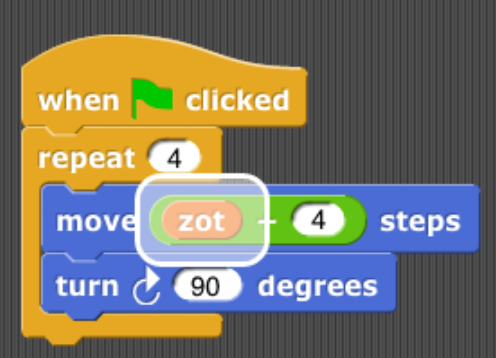 when clicked
repeat 4
move zot + 4 steps
turn 90 degrees